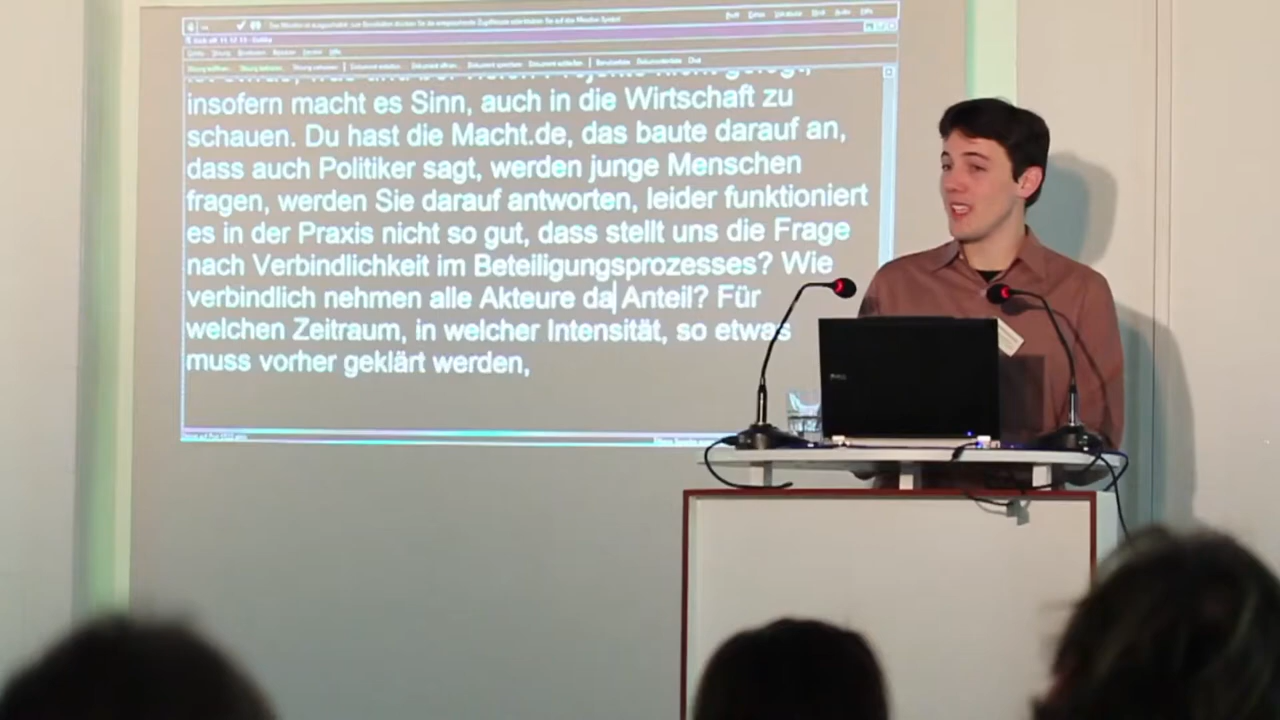 insofern macht es Sinn, auch in die Wirtschaft zu
schauen. Du hast die Macht.de, das baute darauf an,
dass auch Politiker sagt, werden junge Menschen
fragen, werden Sie darauf antworten, leider funktioniert
es in der Praxis nicht so gut, dass stellt uns die Frage
nach Verbindlichkeit im Beteiligungsprozesses? Wie
verbindlich nehmen alle Akteure da Anteil? Für
welchen Zeitraum, in welcher Intensität, so etwas
muss vorher geklärt werden,